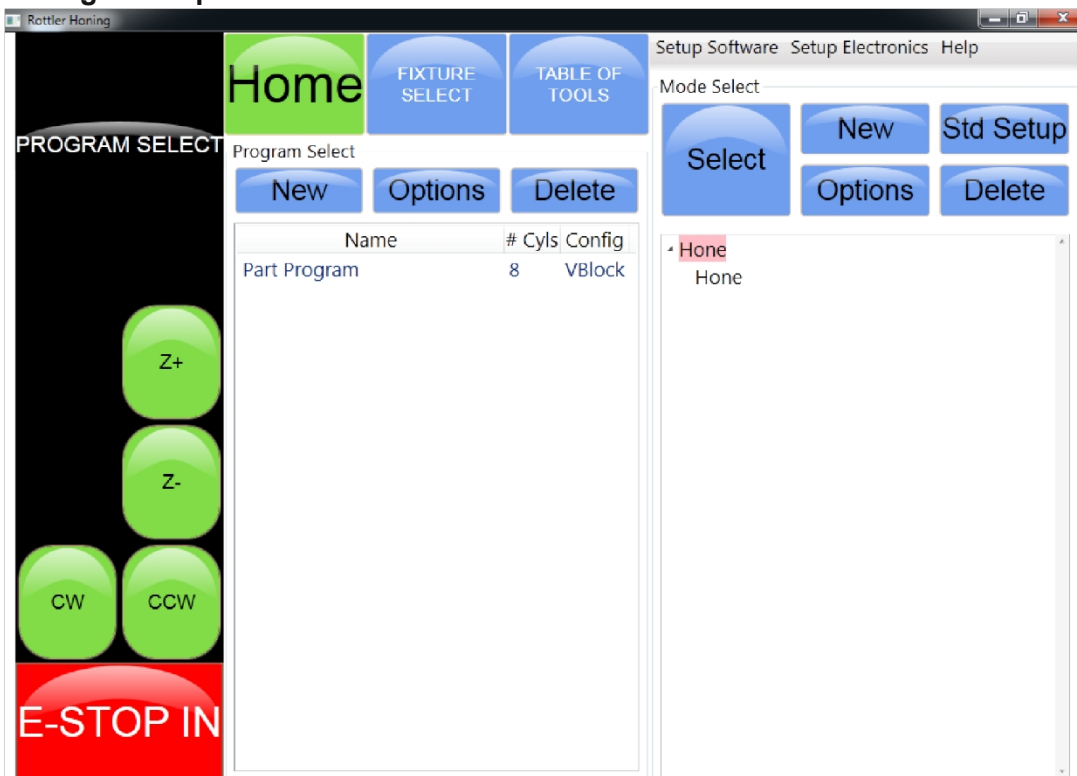 Rottler Honing
PROGRAM SELECT
Z+
Z-
CW CCW
E-STOP IN
Home
FIXTURE
SELECT
TABLE OF
TOOLS
Program Select
New Options Delete
Name # Cyls Config
Part Program 8 VBlock
Setup Software Setup Electronics Help
Mode Select
Select
New Std Setup
Options Delete
Hone
Hone